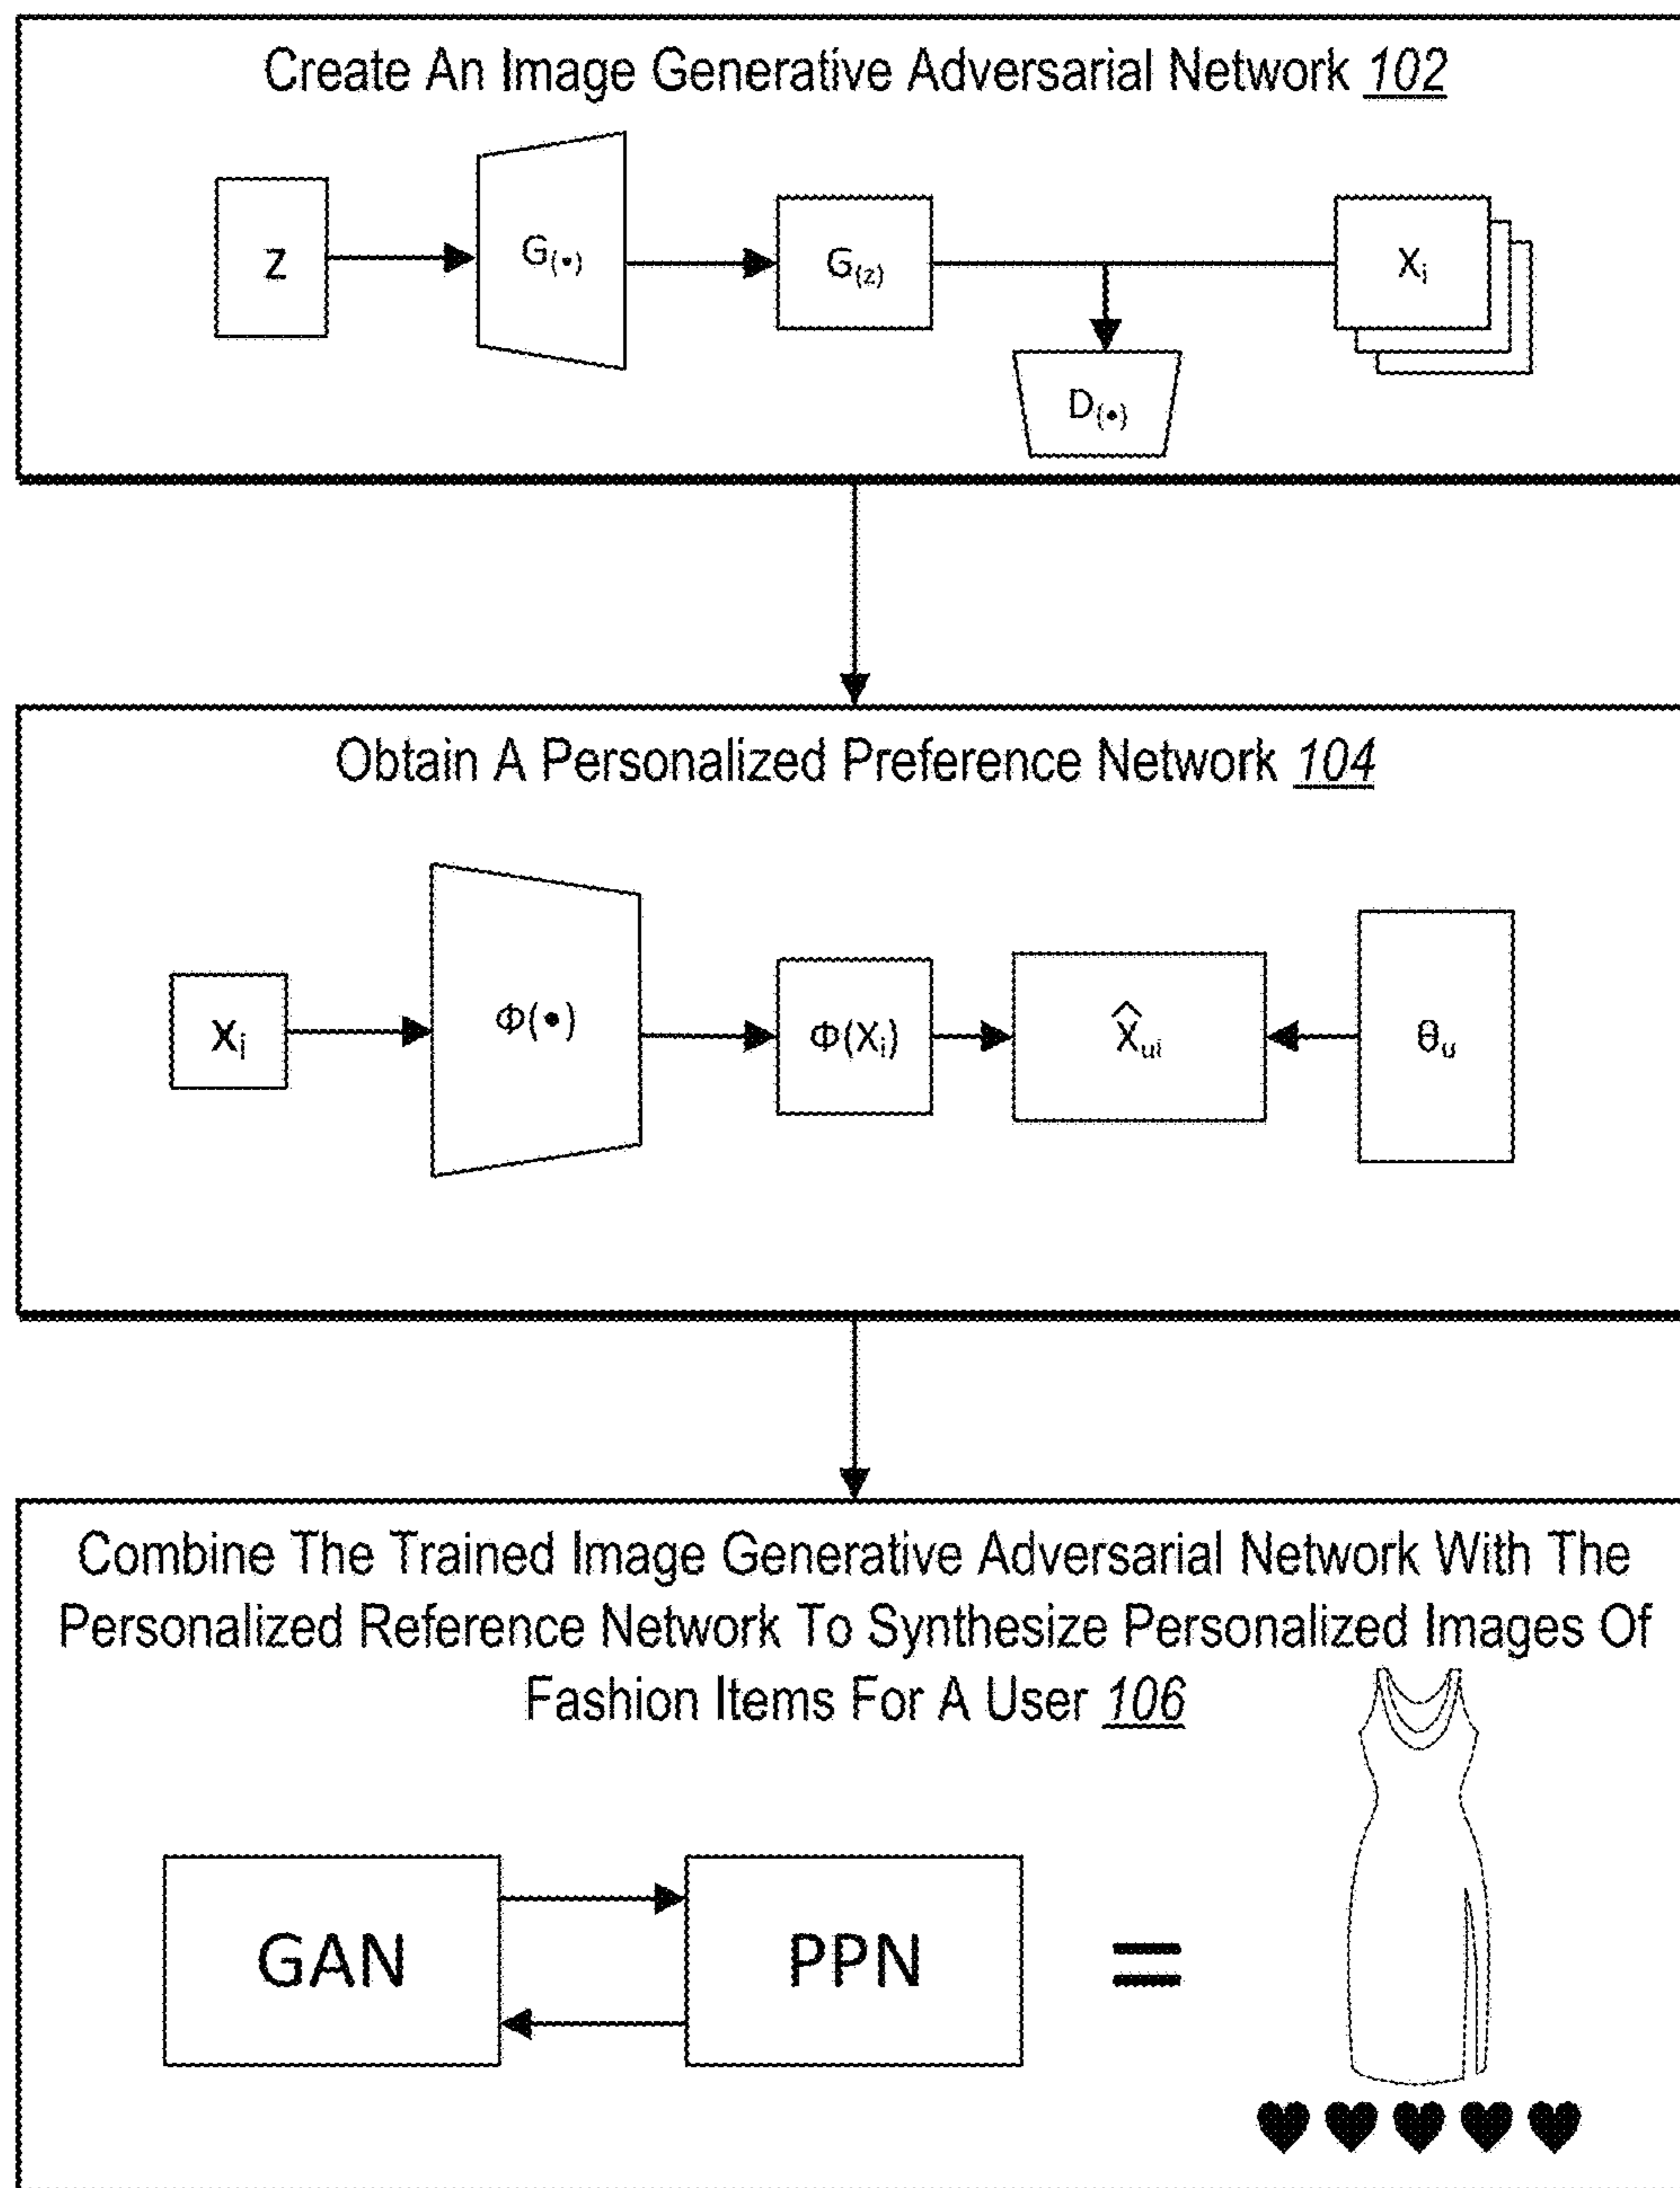 Create An Image Generative Adversarial Network 102
Z
G(•)
G(z)
Xi
D(•)
Obtain A Personalized Preference Network 104
Xi
Φ(•)
Φ(Xi)
X̂ui
θu
Combine The Trained Image Generative Adversarial Network With The
Personalized Reference Network To Synthesize Personalized Images Of
Fashion Items For A User 106
GAN
PPN
=